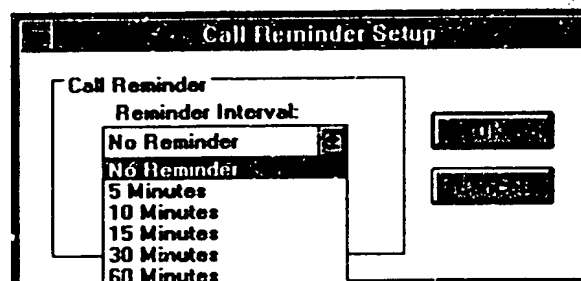 Call Reminder Setup
Call Reminder
Reminder Interval:
No Reminder
No Reminder
5 Minutes
10 Minutes
15 Minutes
30 Minutes
60 Minutes